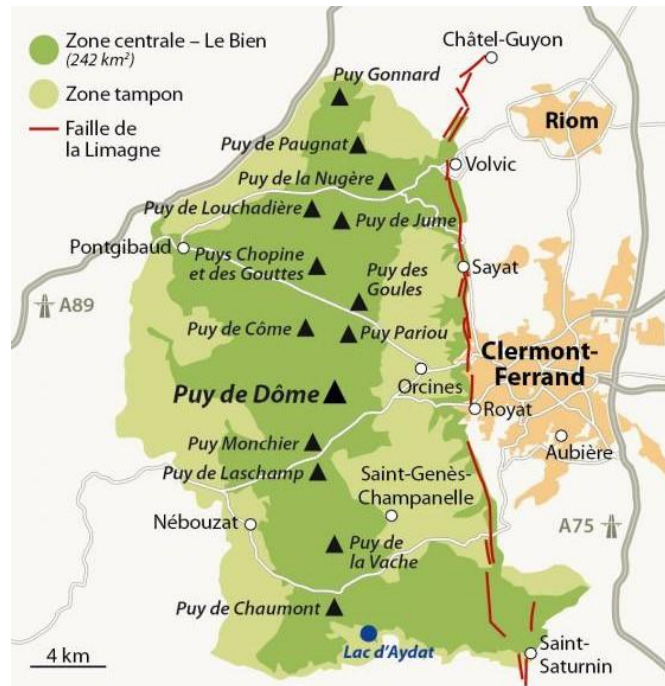 Zone centrale – Le Bien
(242 km²)
Zone tampon
Faille de
la Limagne
Châtel-Guyon
Puy Gonnard
Riom
Puy de Paugnat
Volvic
Puy de la Nugère
Puy de Louchadière
Puy de Jume
Pontgibaud
Puys Chopine
et des Gouttes
Sayat
Puy des
Goules
A89
Puy de Côme
Puy Pariou
Clermont-
Ferrand
Orcines
Puy de Dôme
Royat
Puy Monchier
Aubière
Puy de Laschamp
Saint-Genès-
Champanelle
Nébouzat
A75
Puy de
la Vache
Puy de Chaumont
Lac d'Aydat
Saint-
Saturnin
4 km